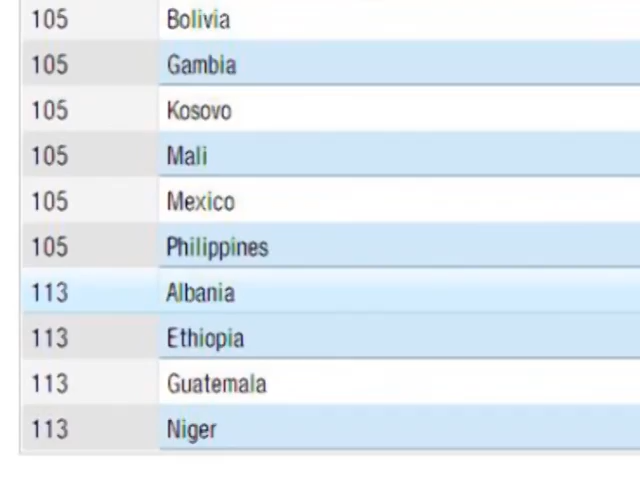 105 Bolivia
105 Gambia
105 Kosovo
105 Mali
105 Mexico
105 Philippines
113 Albania
113 Ethiopia
113 Guatemala
113 Niger